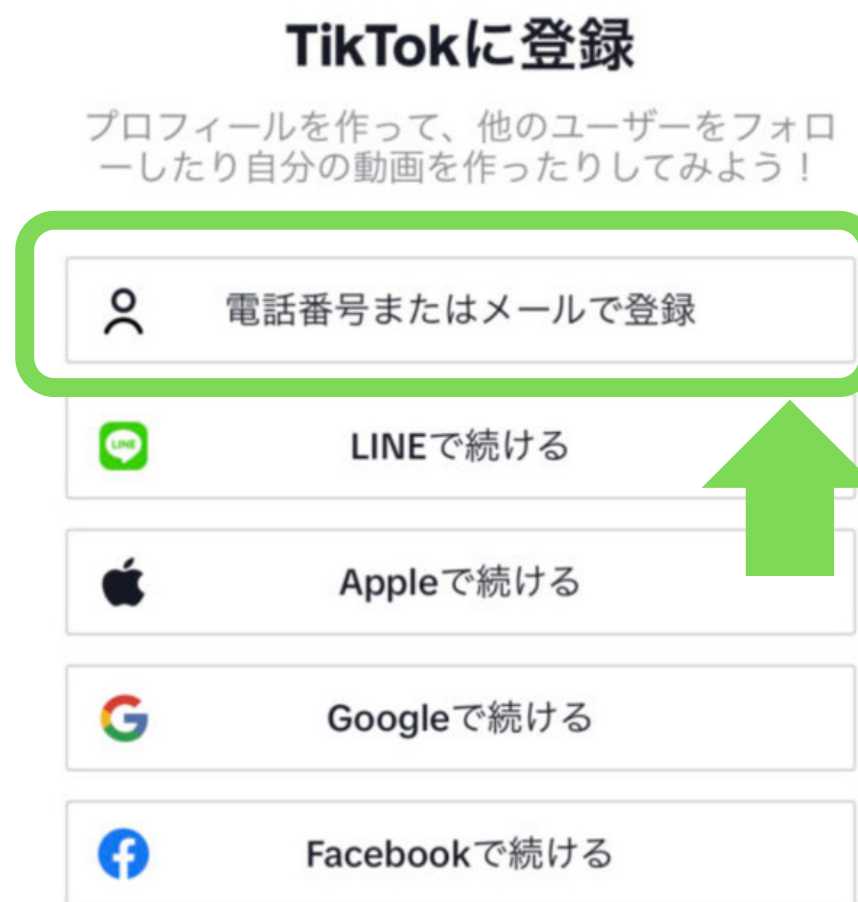 TikTokに登録
プロフィールを作って、他のユーザーをフォロ
ーしたり自分の動画を作ったりしてみよう！
電話番号またはメールで登録
LINE
LINEで続ける
Appleで続ける
Googleで続ける
Facebookで続ける